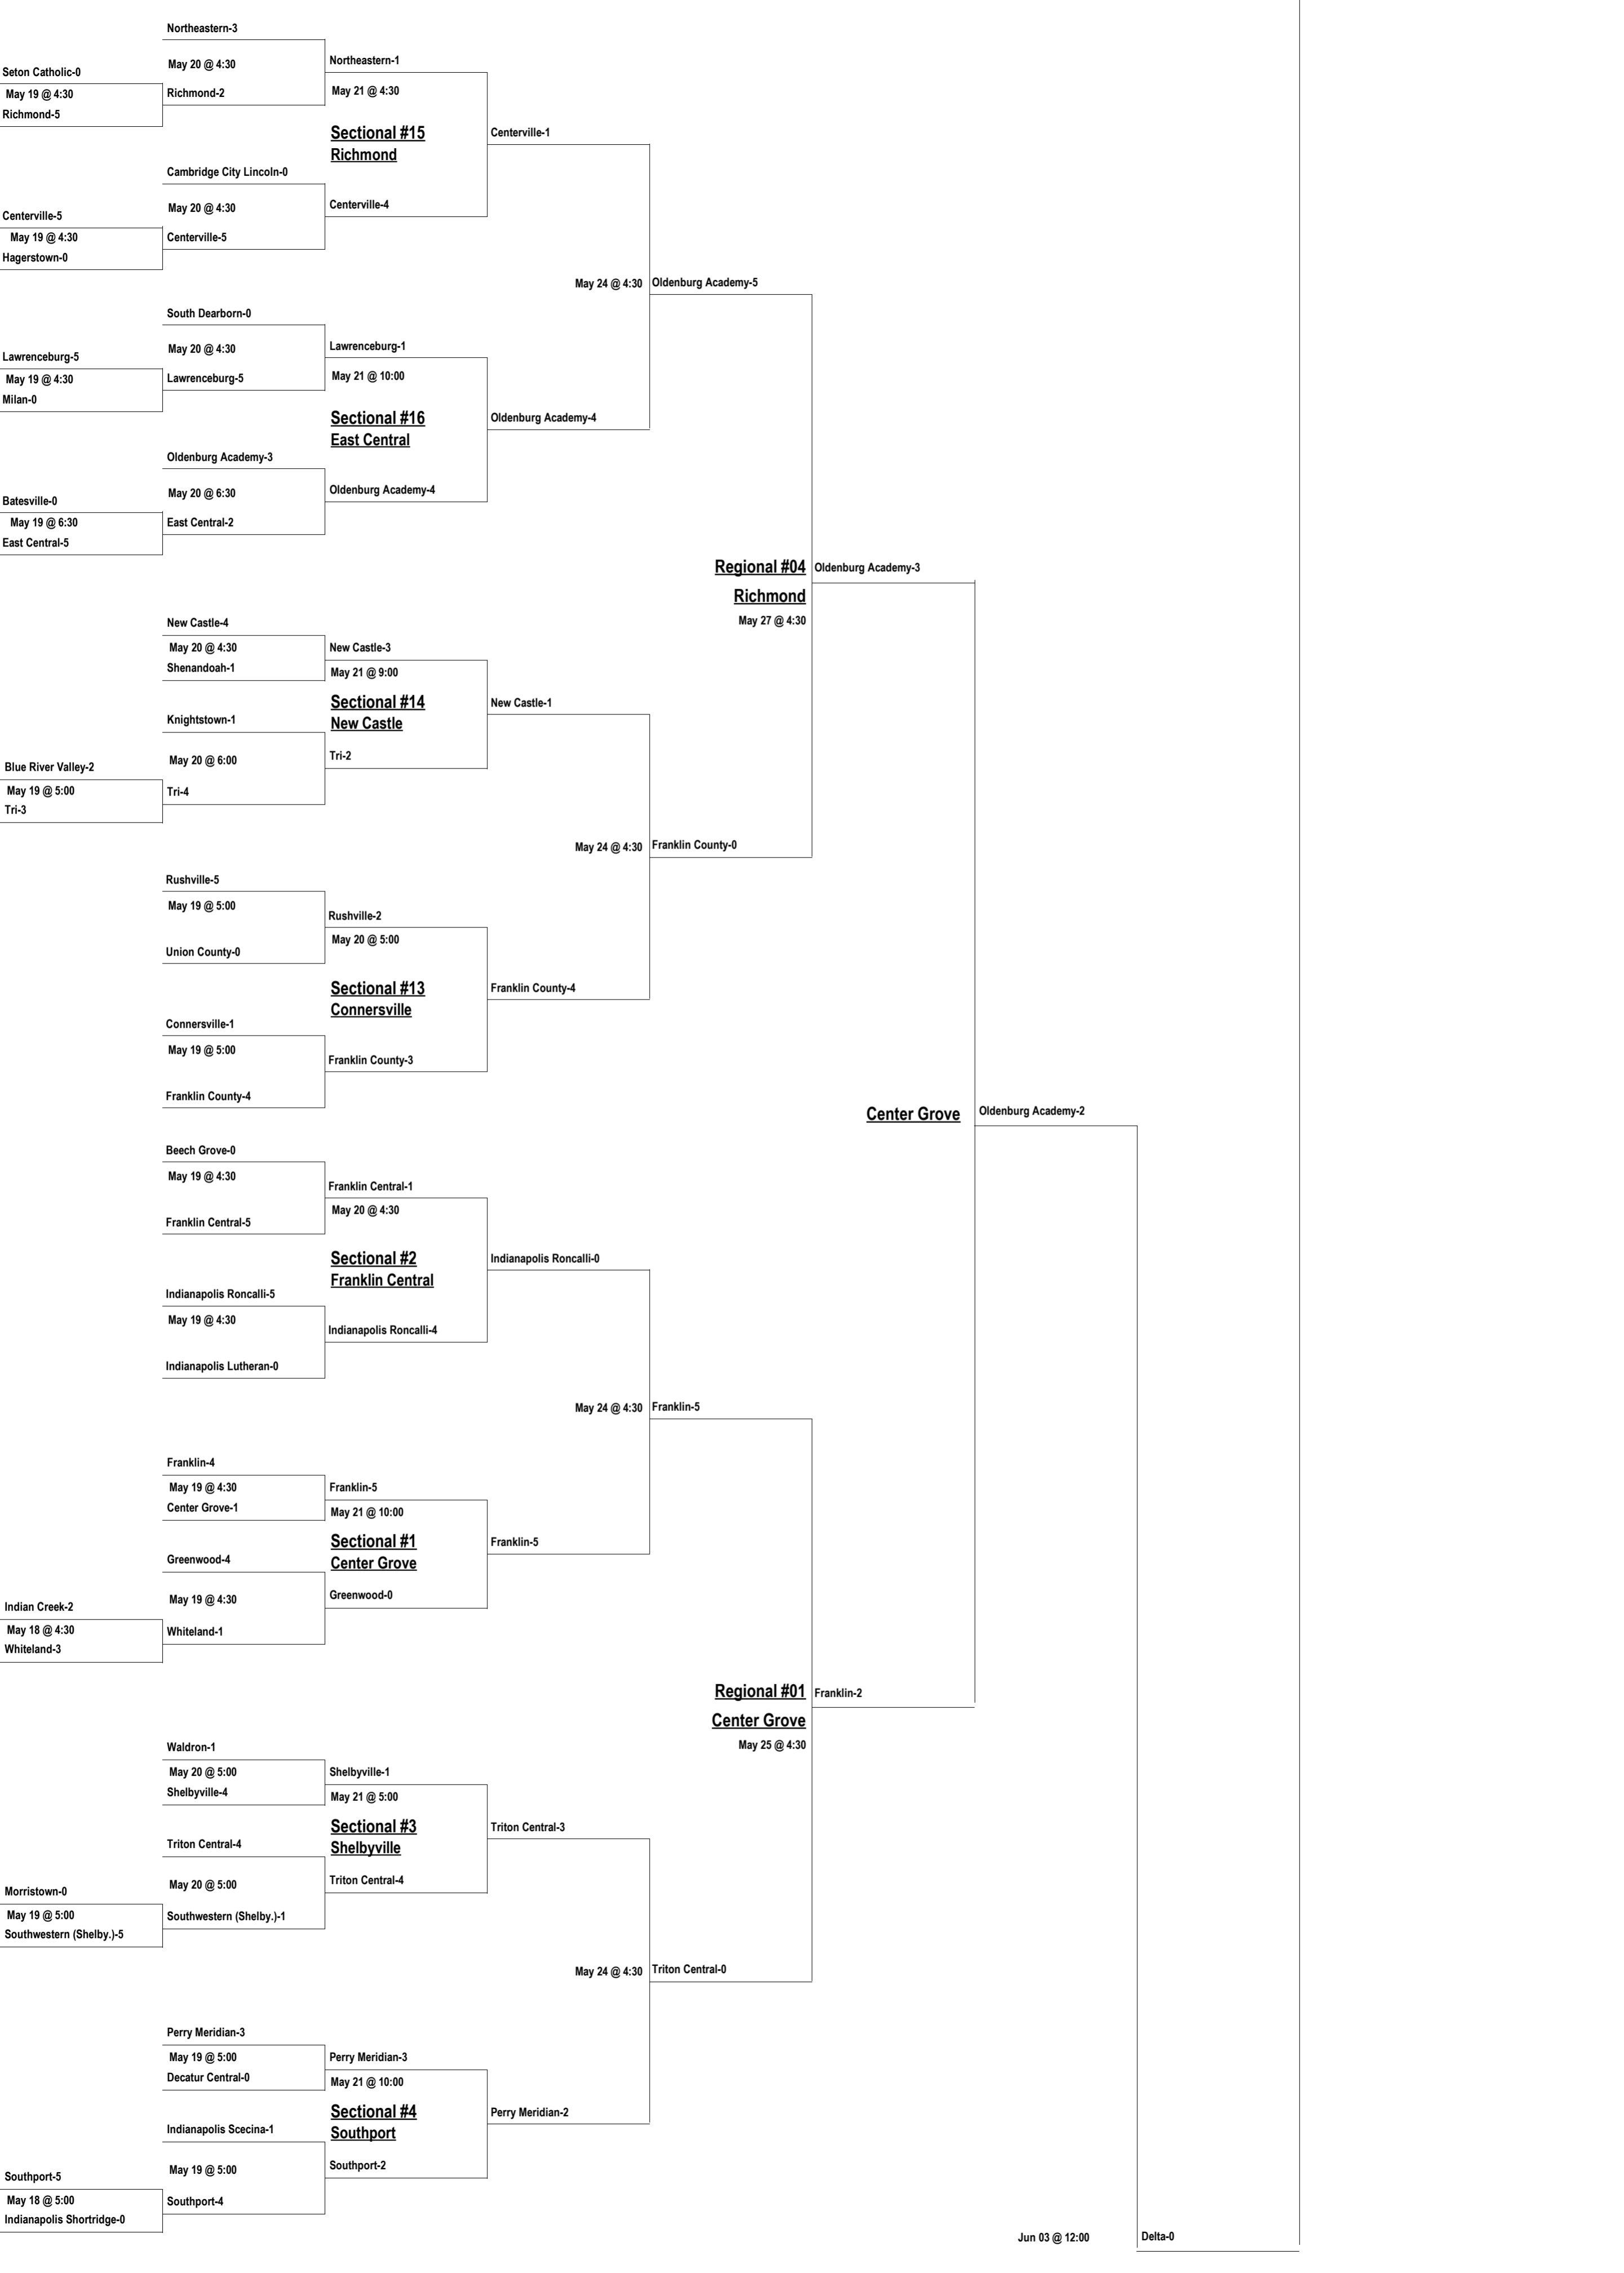 Northeastern-3
Seton Catholic-0
May 20 @ 4:30
Northeastern-1
May 19 @ 4:30
Richmond-2
May 21 @ 4:30
Richmond-5
Sectional #15
Richmond
Centerville-1
Cambridge City Lincoln-0
Centerville-5
May 20 @ 4:30
Centerville-4
May 19 @ 4:30
Centerville-5
Hagerstown-0
May 24 @ 4:30
Oldenburg Academy-5
South Dearborn-0
Lawrenceburg-5
May 20 @ 4:30
Lawrenceburg-1
May 19 @ 4:30
Lawrenceburg-5
May 21 @ 10:00
Milan-0
Sectional #16
East Central
Oldenburg Academy-4
Oldenburg Academy-3
Batesville-0
May 20 @ 6:30
Oldenburg Academy-4
May 19 @ 6:30
East Central-2
East Central-5
Regional #04
Richmond
May 27 @ 4:30
Oldenburg Academy-3
New Castle-4
May 20 @ 4:30
New Castle-3
Shenandoah-1
May 21 @ 9:00
Sectional #14
New Castle
New Castle-1
Knightstown-1
Blue River Valley-2
May 20 @ 6:00
Tri-2
May 19 @ 5:00
Tri-4
Tri-3
May 24 @ 4:30
Franklin County-0
Rushville-5
May 19 @ 5:00
Rushville-2
Union County-0
May 20 @ 5:00
Sectional #13
Connersville
Franklin County-4
Connersville-1
May 19 @ 5:00
Franklin County-3
Franklin County-4
Center Grove
Oldenburg Academy-2
Beech Grove-0
May 19 @ 4:30
Franklin Central-1
Franklin Central-5
May 20 @ 4:30
Sectional #2
Franklin Central
Indianapolis Roncalli-0
Indianapolis Roncalli-5
May 19 @ 4:30
Indianapolis Roncalli-4
Indianapolis Lutheran-0
May 24 @ 4:30
Franklin-5
Franklin-4
May 19 @ 4:30
Franklin-5
Center Grove-1
May 21 @ 10:00
Sectional #1
Center Grove
Franklin-5
Greenwood-4
Indian Creek-2
May 19 @ 4:30
Greenwood-0
May 18 @ 4:30
Whiteland-1
Whiteland-3
Regional #01
Center Grove
May 25 @ 4:30
Franklin-2
Waldron-1
May 20 @ 5:00
Shelbyville-1
Shelbyville-4
May 21 @ 5:00
Sectional #3
Shelbyville
Triton Central-3
Triton Central-4
Morristown-0
May 20 @ 5:00
Triton Central-4
May 19 @ 5:00
Southwestern (Shelby.)-1
Southwestern (Shelby.)-5
May 24 @ 4:30
Triton Central-0
Perry Meridian-3
May 19 @ 5:00
Perry Meridian-3
Decatur Central-0
May 21 @ 10:00
Sectional #4
Southport
Perry Meridian-2
Indianapolis Scecina-1
Southport-5
May 19 @ 5:00
Southport-2
May 18 @ 5:00
Southport-4
Indianapolis Shortridge-0
Jun 03 @ 12:00
Delta-0